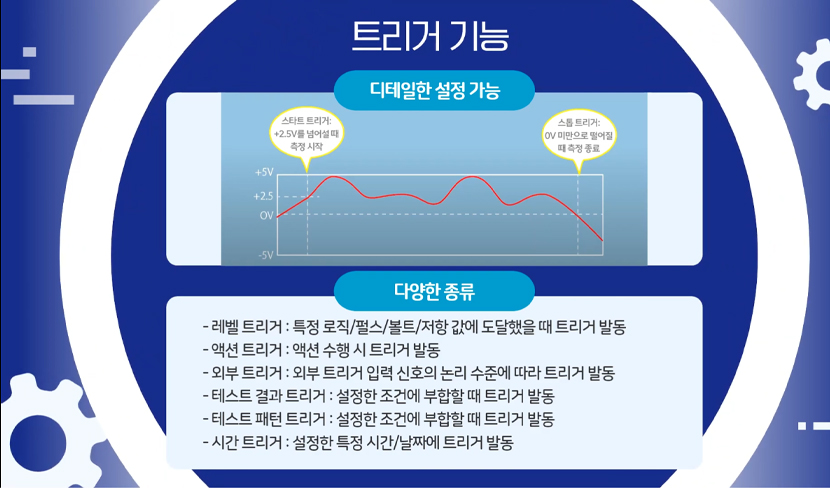 트리거 기능
디테일한 설정 가능
스타트 트리거:
+2.5V를 넘어설 때
측정 시작
스톱 트리거:
0V 미만으로 떨어질
때 측정 종료
+5V
+2.5
0V
-5V
다양한 종류
- 레벨 트리거 : 특정 로직/펄스/볼트/저항 값에 도달했을 때 트리거 발동
- 액션 트리거 : 액션 수행 시 트리거 발동
- 외부 트리거 : 외부 트리거 입력 신호의 논리 수준에 따라 트리거 발동
- 테스트 결과 트리거 : 설정한 조건에 부합할 때 트리거 발동
- 테스트 패턴 트리거 : 설정한 조건에 부합할 때 트리거 발동
- 시간 트리거 : 설정한 특정 시간/날짜에 트리거 발동